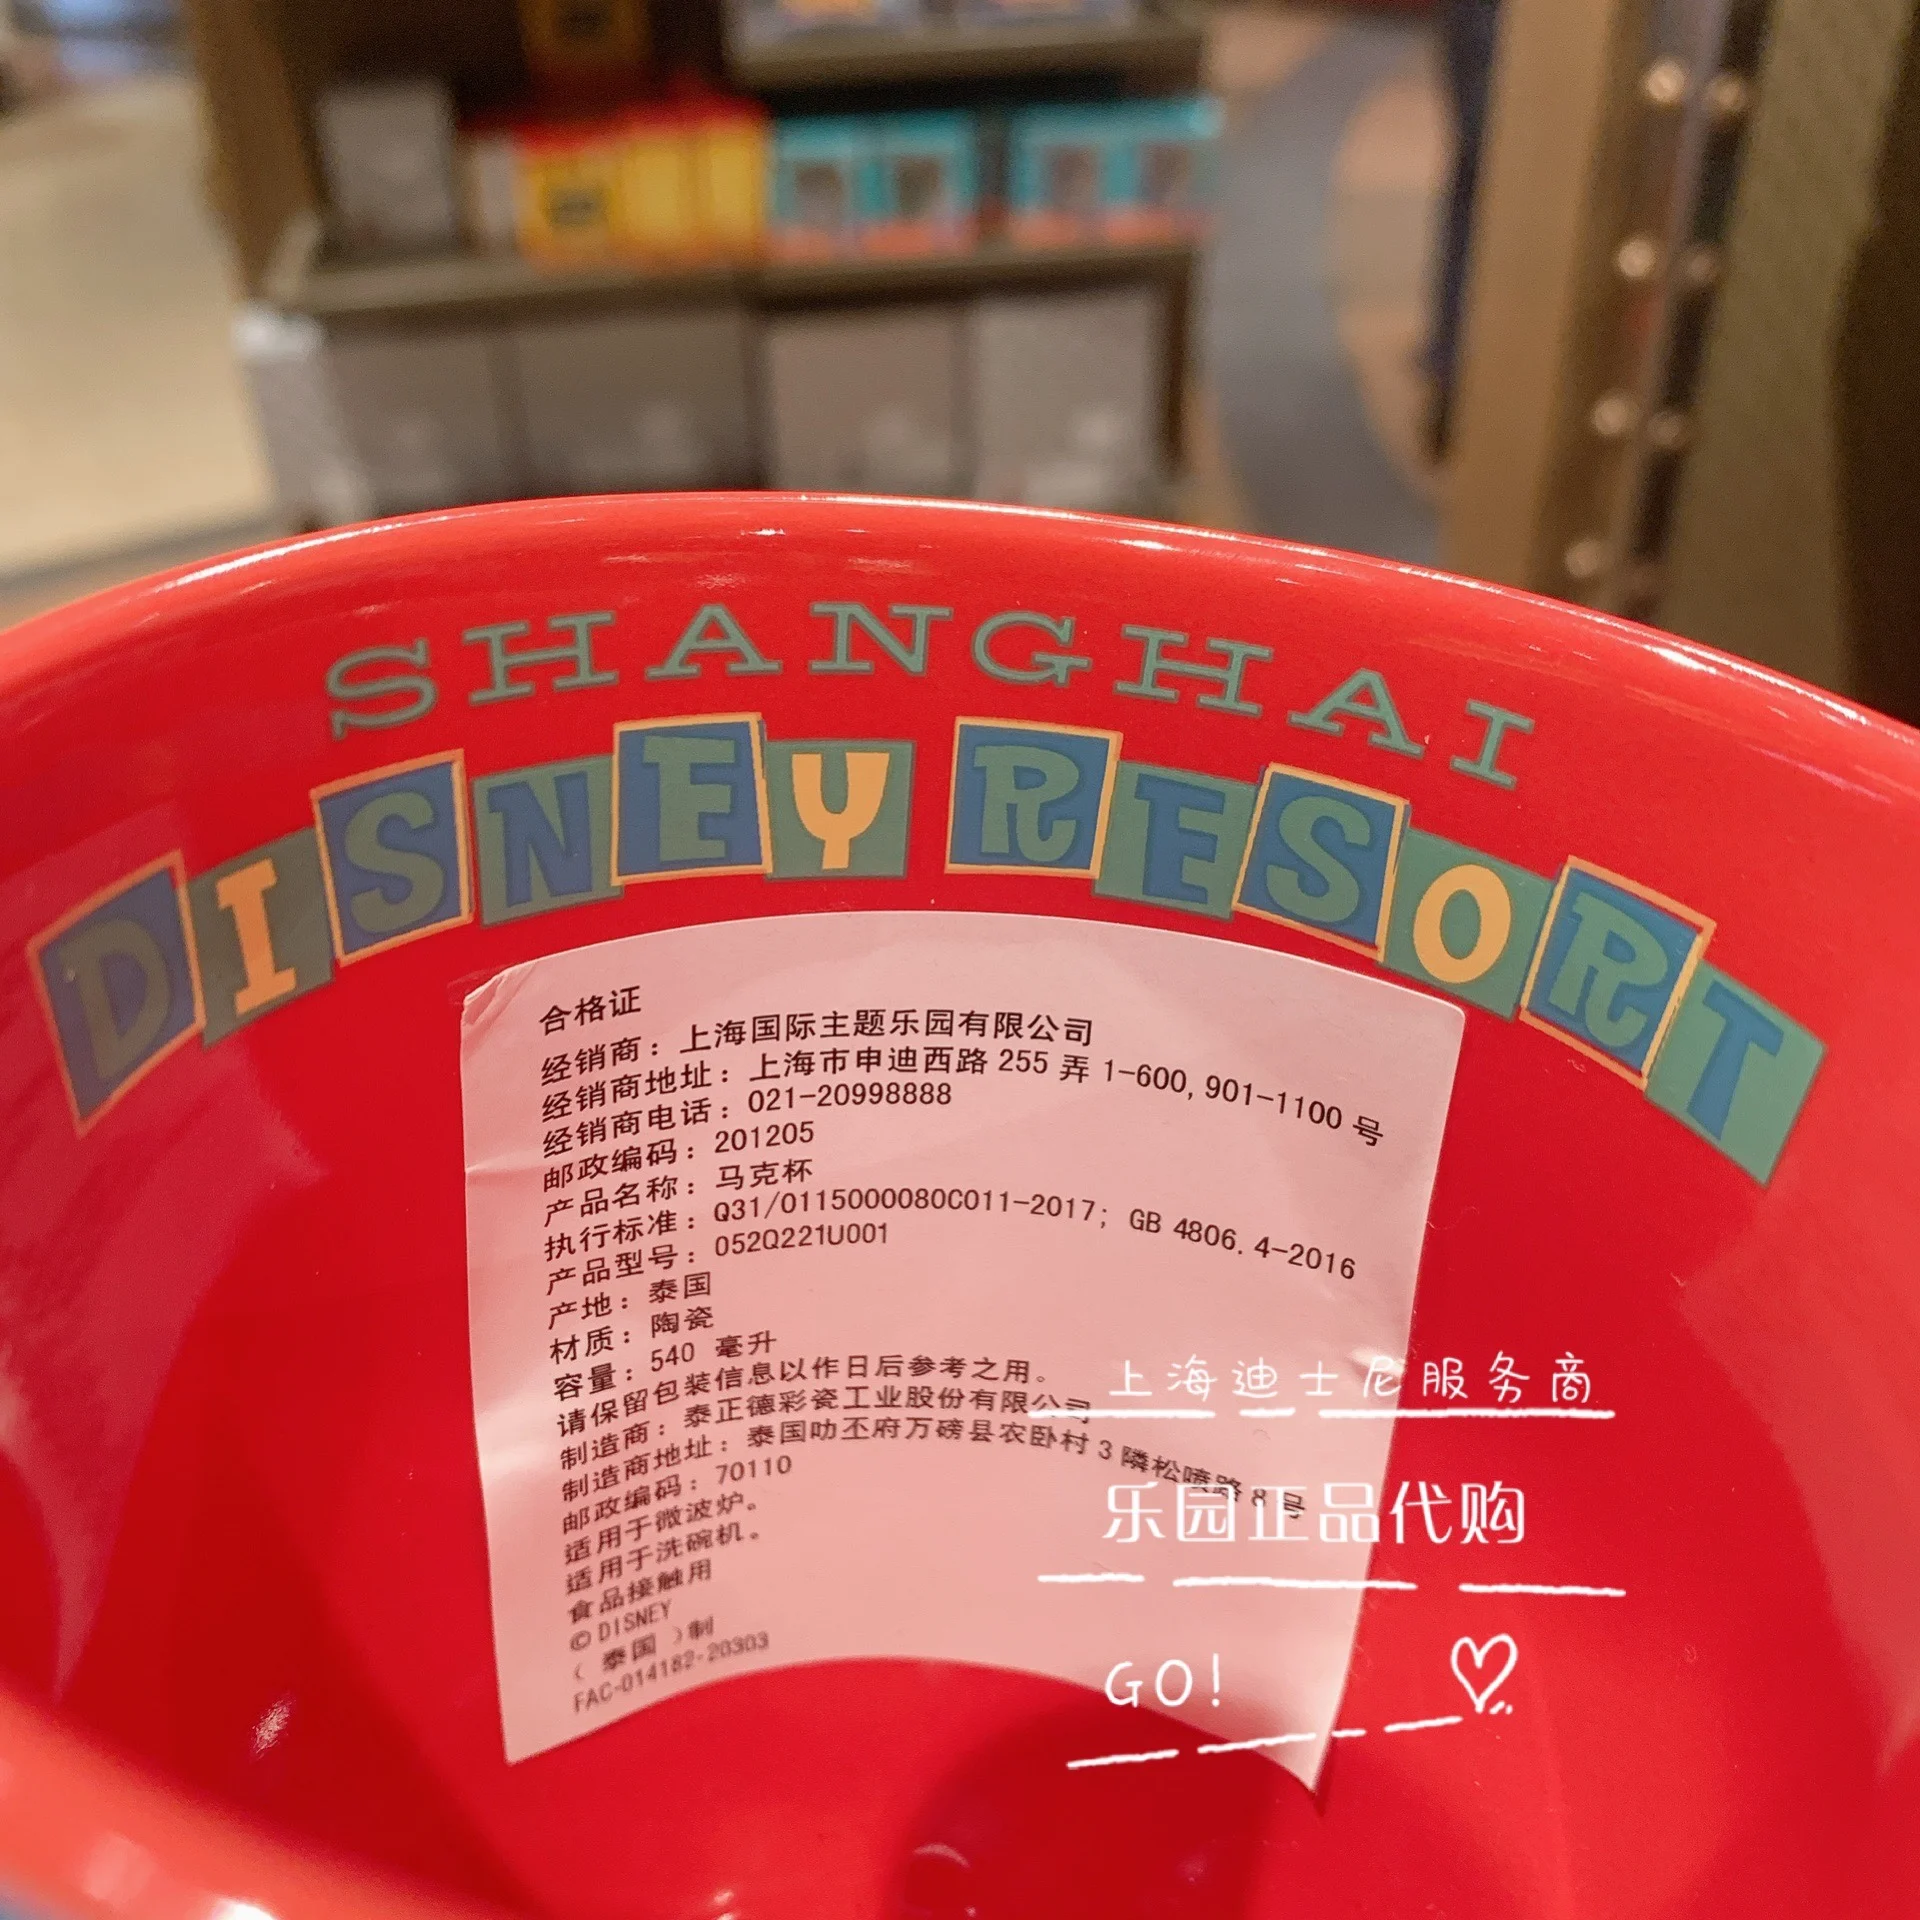 SHANGHAI
DISNEY RESORT
合格证
经销商：上海国际主题乐园有限公司
经销商地址：上海市申迪西路 255 弄 1-600, 901-1100 号
经销商电话：021-20998888
邮政编码：201205
产品名称：马克杯
执行标准：Q31/0115000080C011-2017; GB 4806.4-2016
产品型号：052Q221U001
产地：泰国
材质：陶瓷
容量：540 毫升
请保留包装信息以作日后参考之用。
制造商：泰正德彩瓷工业股份有限公司
制造商地址：泰国叻丕府万磅县农卧村 3 隣松喷路 8 号
邮政编码：70110
适用于微波炉。
适用于洗碗机。
食品接触用
© DISNEY
（ 泰国 ）制
FAC-014182-20303
上海迪士尼服务商
乐园正品代购
GO!